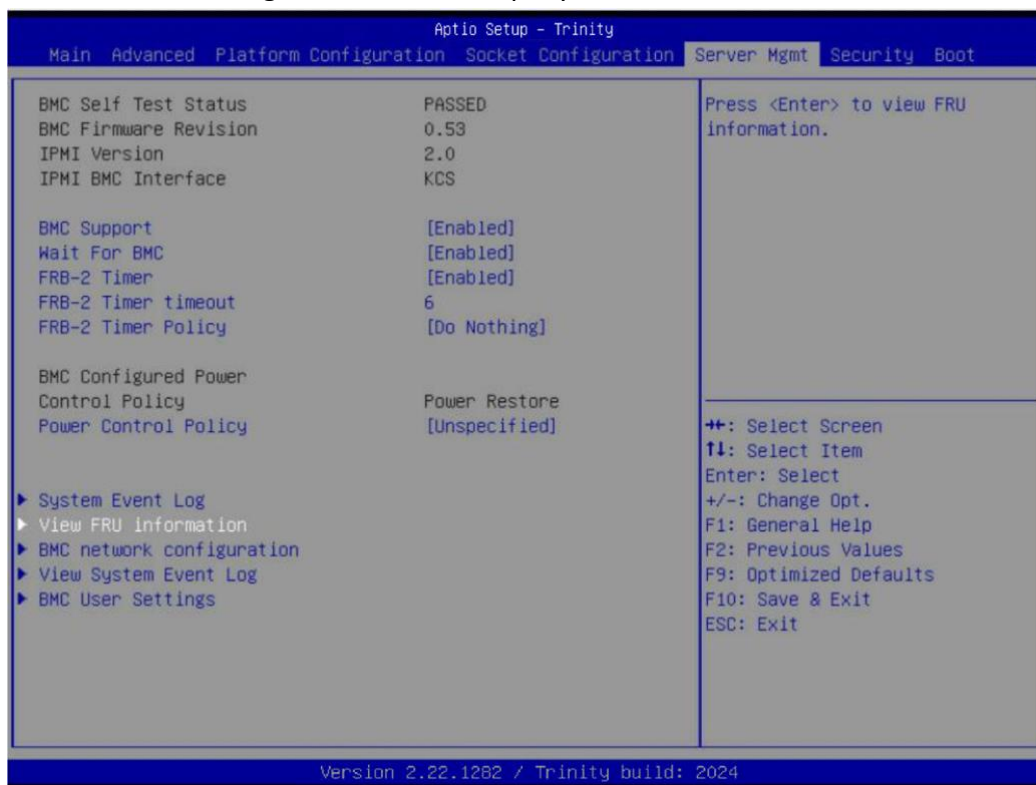 Aptio Setup - Trinity
Main Advanced Platform Configuration Socket Configuration Server Mgmt Security Boot
BMC Self Test Status PASSED
BMC Firmware Revision 0.53
IPMI Version 2.0
IPMI BMC Interface KCS
BMC Support [Enabled]
Wait For BMC [Enabled]
FRB-2 Timer [Enabled]
FRB-2 Timer timeout 6
FRB-2 Timer Policy [Do Nothing]
BMC Configured Power
Control Policy Power Restore
Power Control Policy [Unspecified]
System Event Log
View FRU information
BMC network configuration
View System Event Log
BMC User Settings
Press <Enter> to view FRU
information.
→←: Select Screen
↑↓: Select Item
Enter: Select
+/-: Change Opt.
F1: General Help
F2: Previous Values
F9: Optimized Defaults
F10: Save & Exit
ESC: Exit
Version 2.22.1282 / Trinity build: 2024